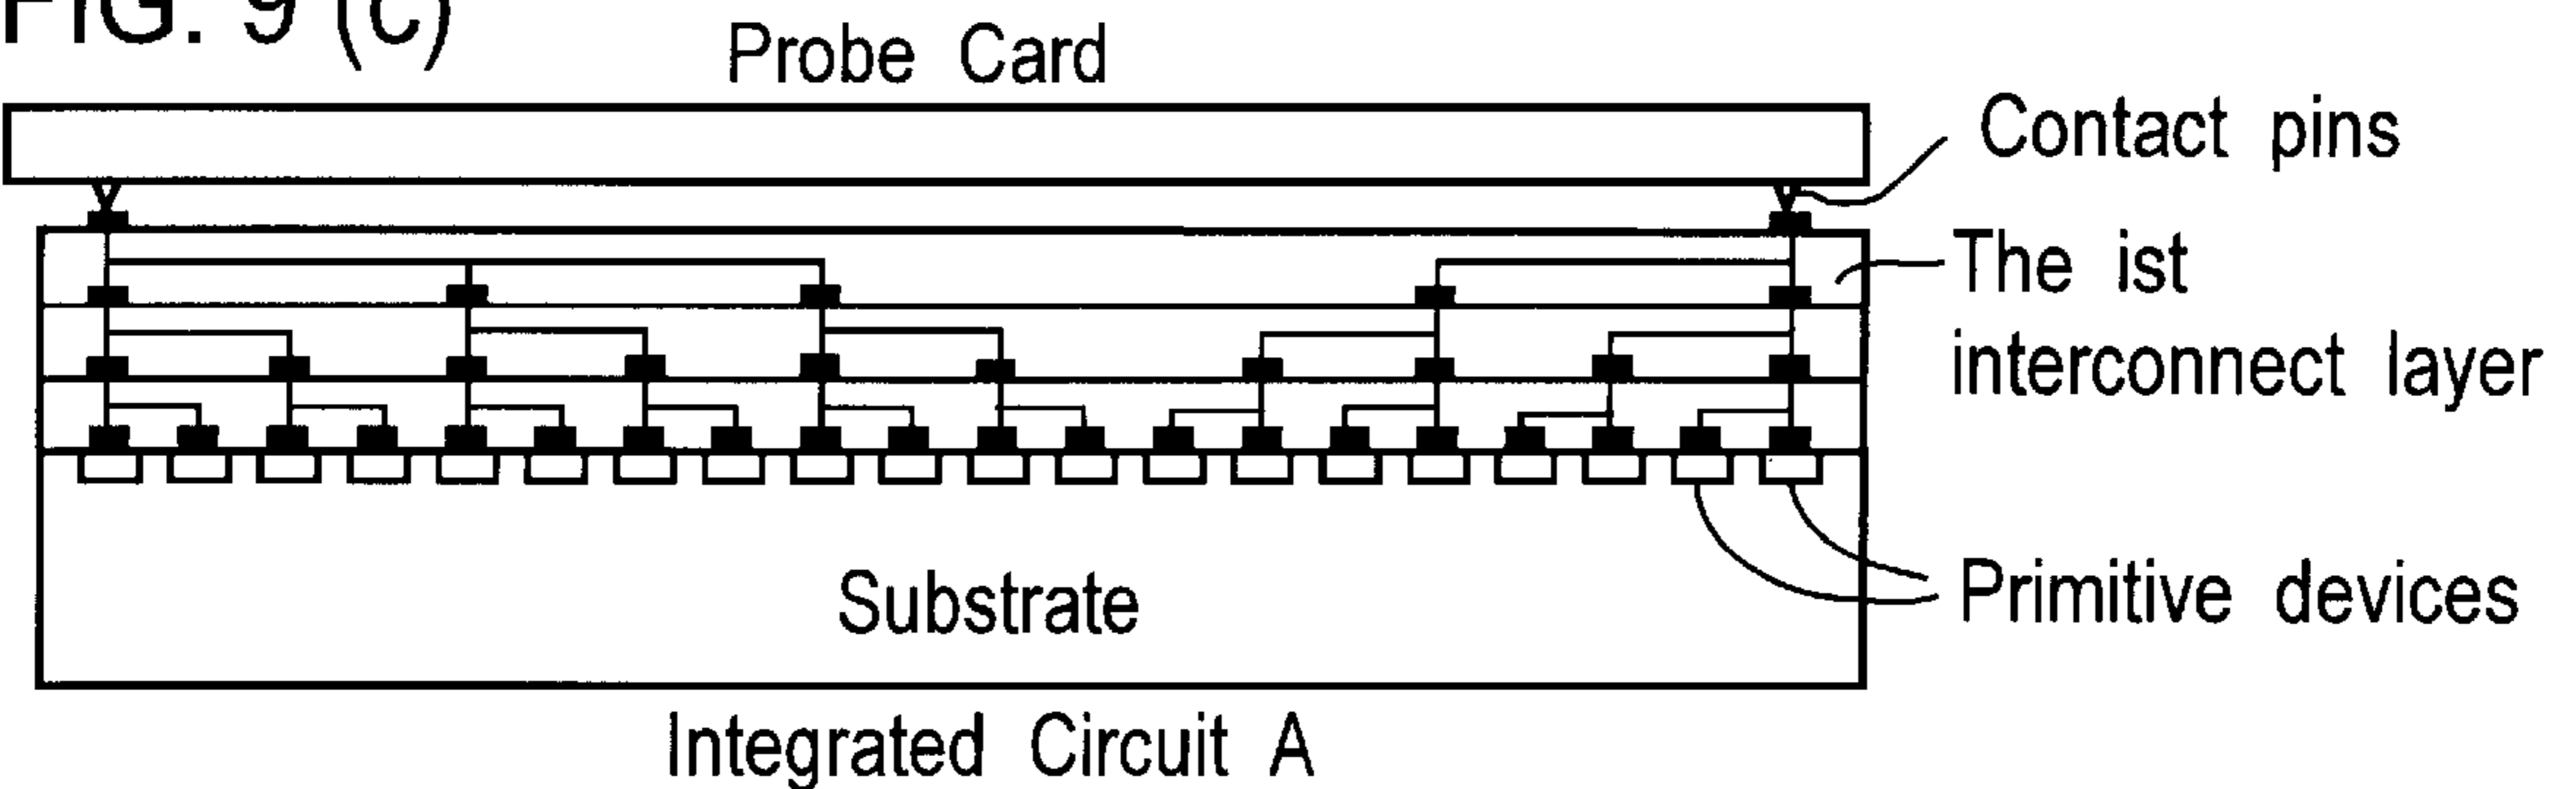 FIG. 9 (c)
Probe Card
Contact pins
The ist
interconnect layer
Primitive devices
Substrate
Integrated Circuit A